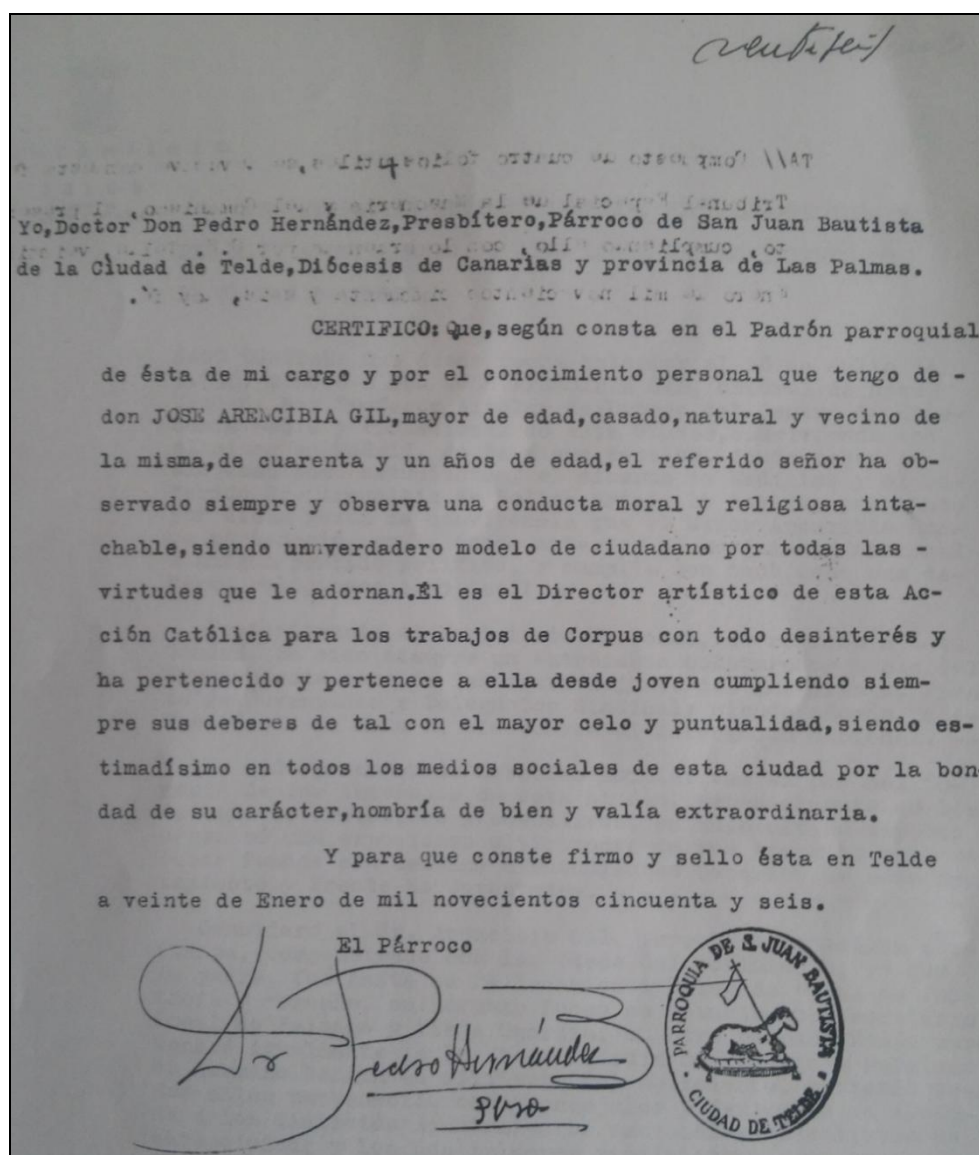 Yo,Doctor Don Pedro Hernández,Presbítero,Párroco de San Juan Bautista
de la Ciudad de Telde,Diócesis de Canarias y provincia de Las Palmas.
CERTIFICO: Que,según consta en el Padrón parroquial
de ésta de mi cargo y por el conocimiento personal que tengo de -
don JOSE ARENCIBIA GIL,mayor de edad,casado,natural y vecino de
la misma,de cuarenta y un años de edad,el referido señor ha ob-
servado siempre y observa una conducta moral y religiosa inta-
chable,siendo un verdadero modelo de ciudadano por todas las -
virtudes que le adornan.Él es el Director artístico de esta Ac-
ción Católica para los trabajos de Corpus con todo desinterés y
ha pertenecido y pertenece a ella desde joven cumpliendo siem-
pre sus deberes de tal con el mayor celo y puntualidad,siendo es-
timadísimo en todos los medios sociales de esta ciudad por la bon-
dad de su carácter,hombría de bien y valía extraordinaria.
Y para que conste firmo y sello ésta en Telde
a veinte de Enero de mil novecientos cincuenta y seis.
El Párroco
Dr Pedro Hernández
PARROQUIA DE S. JUAN BAUTISTA
CIUDAD DE TELDE